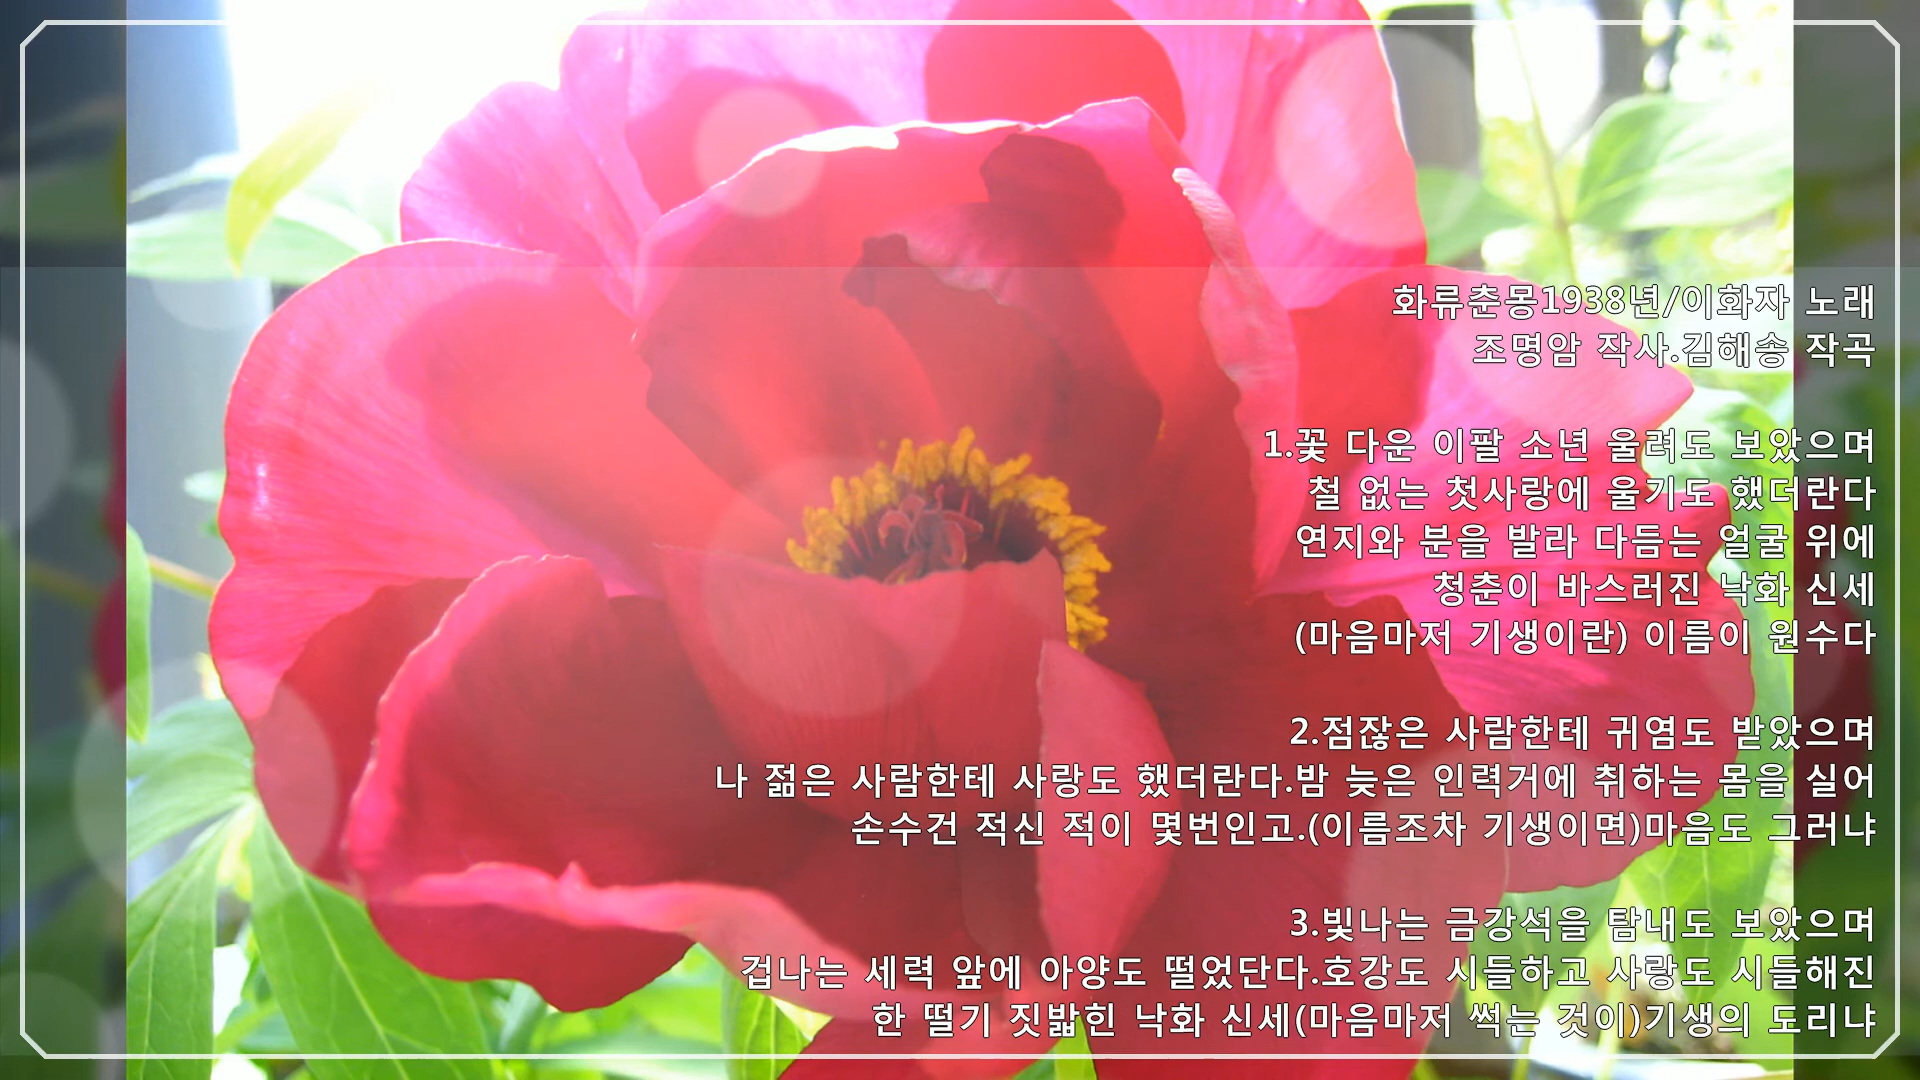 화류춘몽1938년/이화자 노래
조명암 작사.김해송 작곡
1.꽃 다운 이팔 소년 울려도 보았으며
철 없는 첫사랑에 울기도 했더란다
연지와 분을 발라 다듬는 얼굴 위에
청춘이 바스러진 낙화 신세
(마음마저 기생이란) 이름이 원수다
2.점잖은 사람한테 귀염도 받았으며
나 젊은 사람한테 사랑도 했더란다.밤 늦은 인력거에 취하는 몸을 실어
손수건 적신 적이 몇번인고.(이름조차 기생이면)마음도 그러냐
3.빛나는 금강석을 탐내도 보았으며
겁나는 세력 앞에 아양도 떨었단다.호강도 시들하고 사랑도 시들해진
한 떨기 짓밟힌 낙화 신세(마음마저 썩는 것이)기생의 도리냐